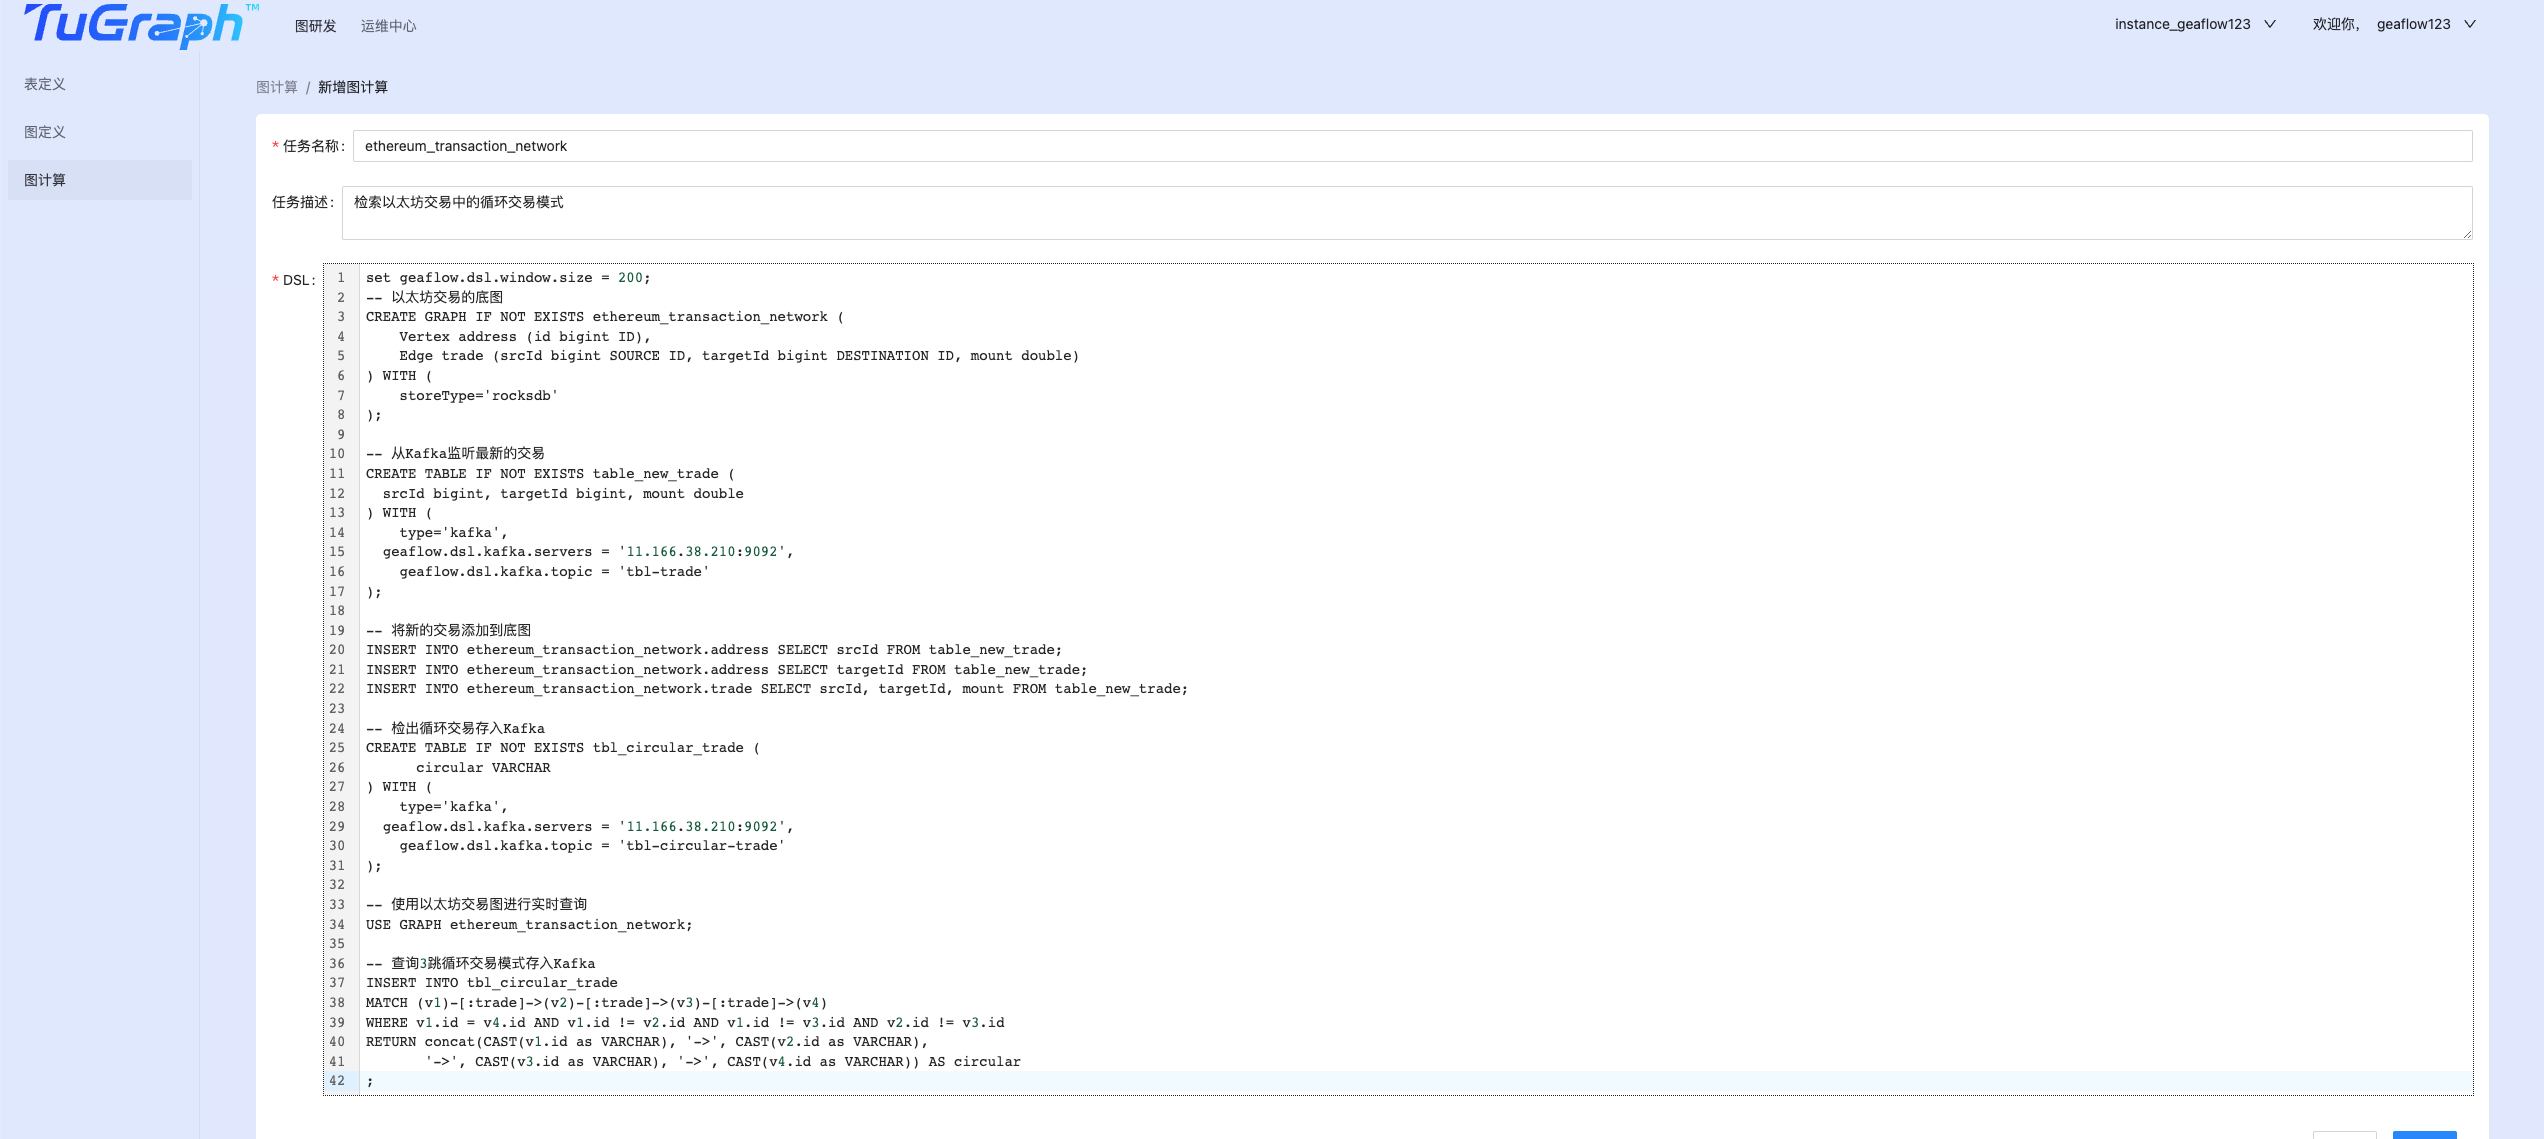 TuGraph™
图研发
运维中心
instance_geaflow123
欢迎你, geaflow123
表定义
图定义
图计算
图计算 / 新增图计算
* 任务名称: ethereum_transaction_network
任务描述: 检索以太坊交易中的循环交易模式
* DSL:
1 set geaflow.dsl.window.size = 200;
2 -- 以太坊交易的底图
3 CREATE GRAPH IF NOT EXISTS ethereum_transaction_network (
4     Vertex address (id bigint ID),
5     Edge trade (srcId bigint SOURCE ID, targetId bigint DESTINATION ID, mount double)
6 ) WITH (
7     storeType='rocksdb'
8 );
9
10 -- 从Kafka监听最新的交易
11 CREATE TABLE IF NOT EXISTS table_new_trade (
12   srcId bigint, targetId bigint, mount double
13 ) WITH (
14     type='kafka',
15   geaflow.dsl.kafka.servers = '11.166.38.210:9092',
16     geaflow.dsl.kafka.topic = 'tbl-trade'
17 );
18
19 -- 将新的交易添加到底图
20 INSERT INTO ethereum_transaction_network.address SELECT srcId FROM table_new_trade;
21 INSERT INTO ethereum_transaction_network.address SELECT targetId FROM table_new_trade;
22 INSERT INTO ethereum_transaction_network.trade SELECT srcId, targetId, mount FROM table_new_trade;
23
24 -- 检出循环交易存入Kafka
25 CREATE TABLE IF NOT EXISTS tbl_circular_trade (
26       circular VARCHAR
27 ) WITH (
28     type='kafka',
29   geaflow.dsl.kafka.servers = '11.166.38.210:9092',
30     geaflow.dsl.kafka.topic = 'tbl-circular-trade'
31 );
32
33 -- 使用以太坊交易图进行实时查询
34 USE GRAPH ethereum_transaction_network;
35
36 -- 查询3跳循环交易模式存入Kafka
37 INSERT INTO tbl_circular_trade
38 MATCH (v1)-[:trade]->(v2)-[:trade]->(v3)-[:trade]->(v4)
39 WHERE v1.id = v4.id AND v1.id != v2.id AND v1.id != v3.id AND v2.id != v3.id
40 RETURN concat(CAST(v1.id as VARCHAR), '->', CAST(v2.id as VARCHAR),
41        '->', CAST(v3.id as VARCHAR), '->', CAST(v4.id as VARCHAR)) AS circular
42 ;